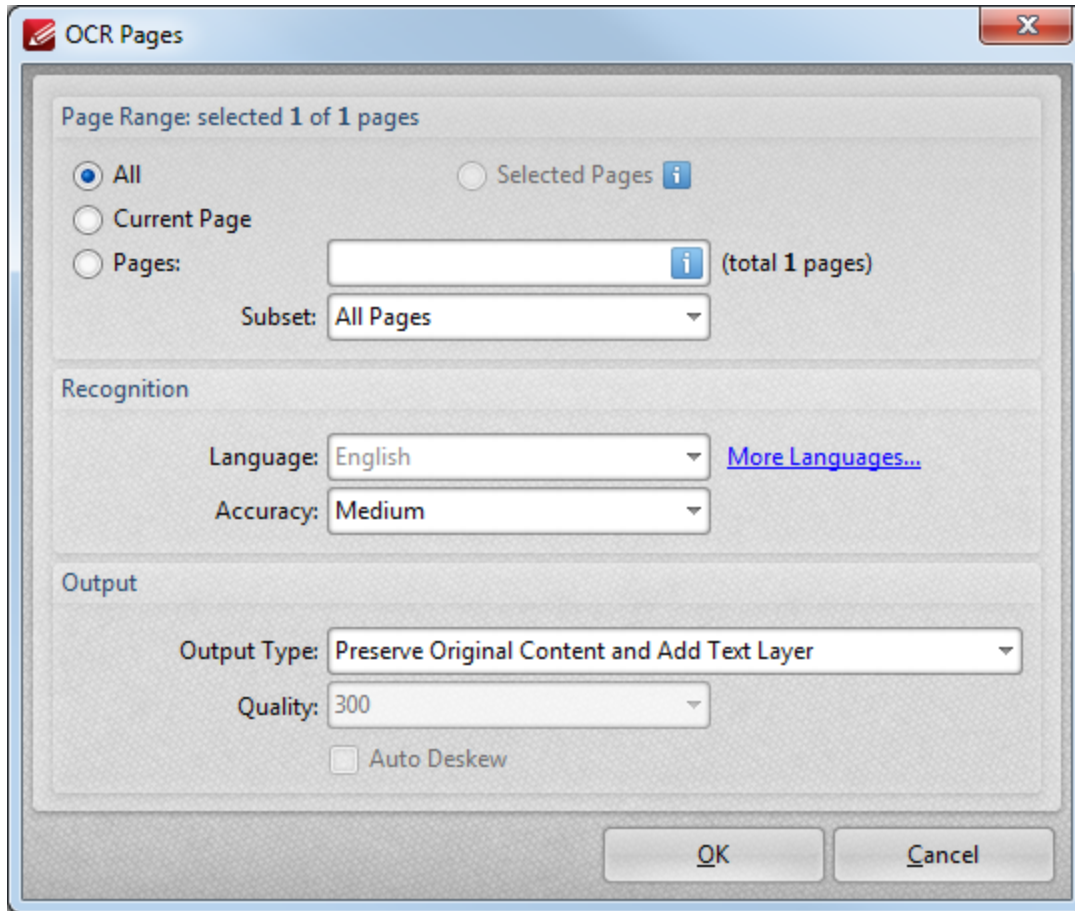 OCR Pages
Page Range: selected 1 of 1 pages
All Selected Pages
Current Page
Pages: (total 1 pages)
Subset: All Pages
Recognition
Language: English More Languages...
Accuracy: Medium
Output
Output Type: Preserve Original Content and Add Text Layer
Quality: 300
Auto Deskew
OK Cancel